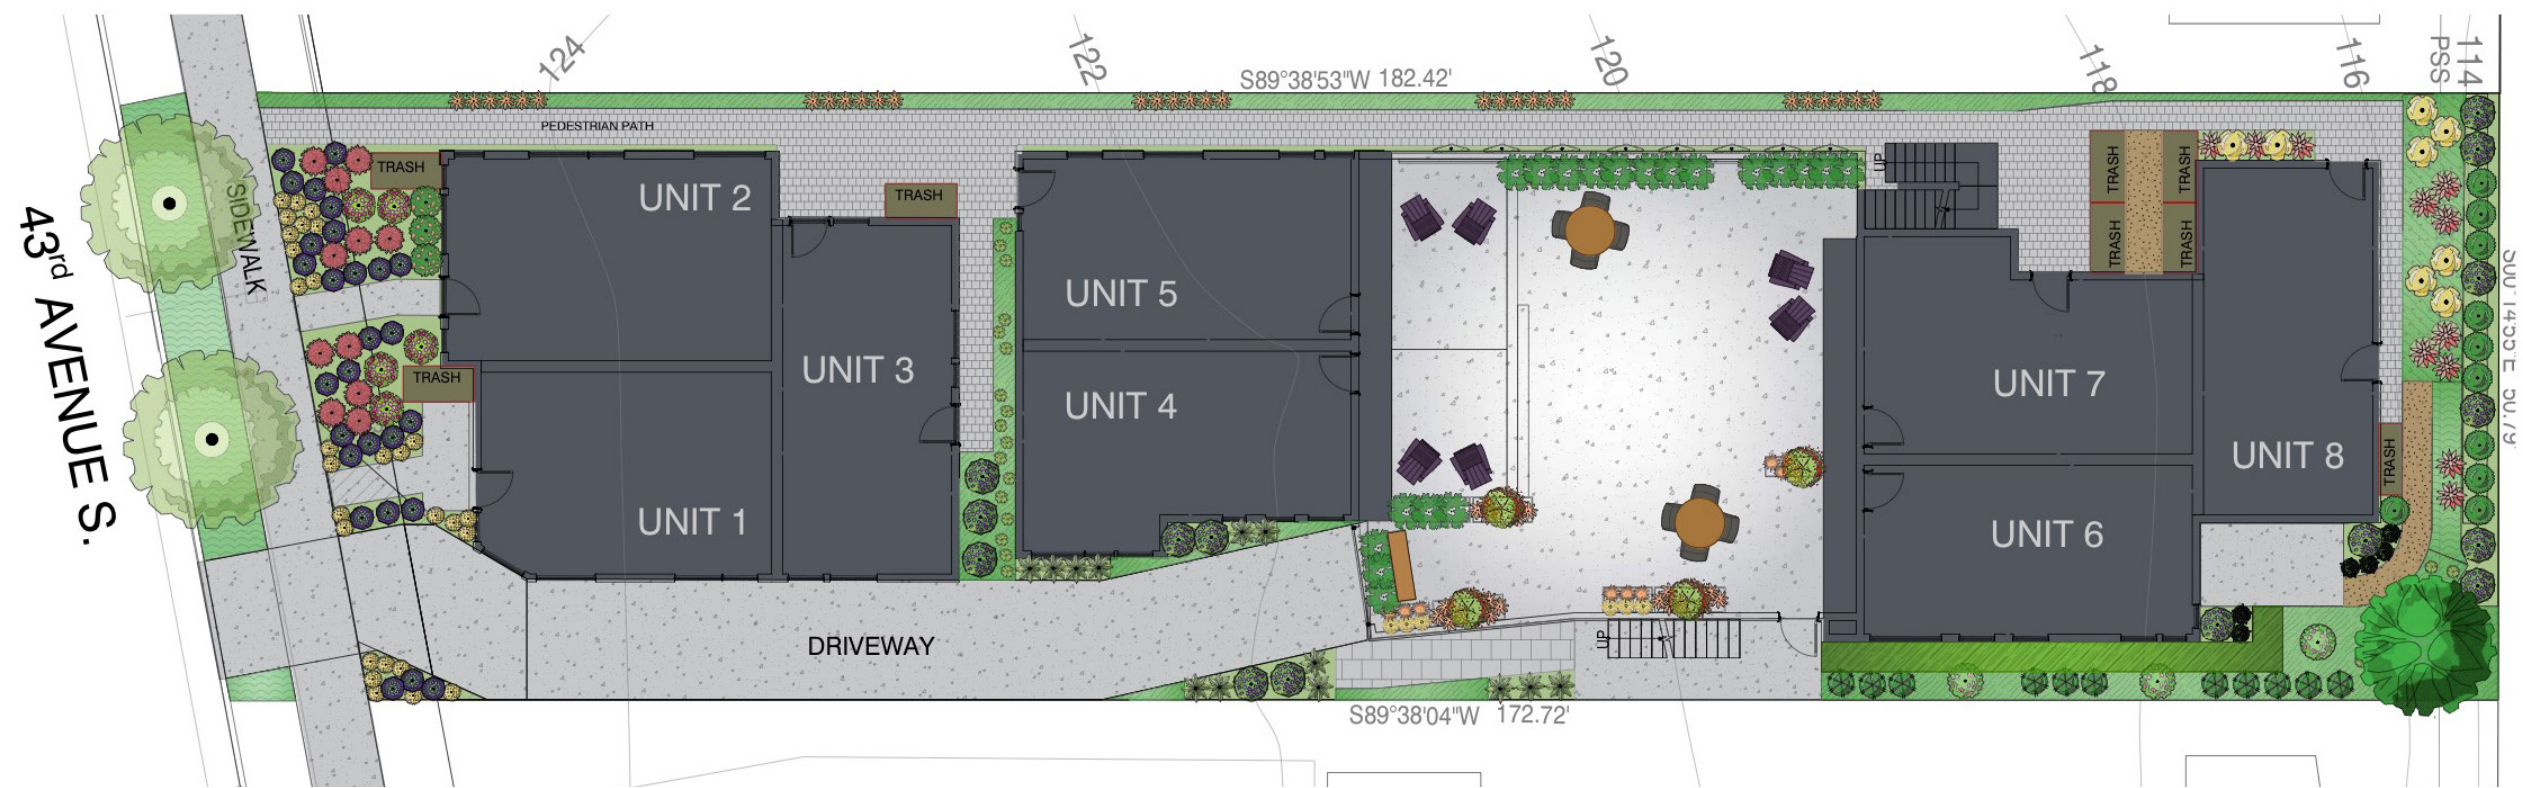 124
122
S89°38'53"W 182.42'
120
118
116
PSS
114
PEDESTRIAN PATH
TRASH
UNIT 2
TRASH
UNIT 5
UP
TRASH
TRASH
TRASH
TRASH
SIDEWALK
43rd AVENUE S.
UNIT 3
UNIT 4
UNIT 7
UNIT 8
TRASH
TRASH
UNIT 1
UNIT 6
DRIVEWAY
UP
S89°38'04"W 172.72'